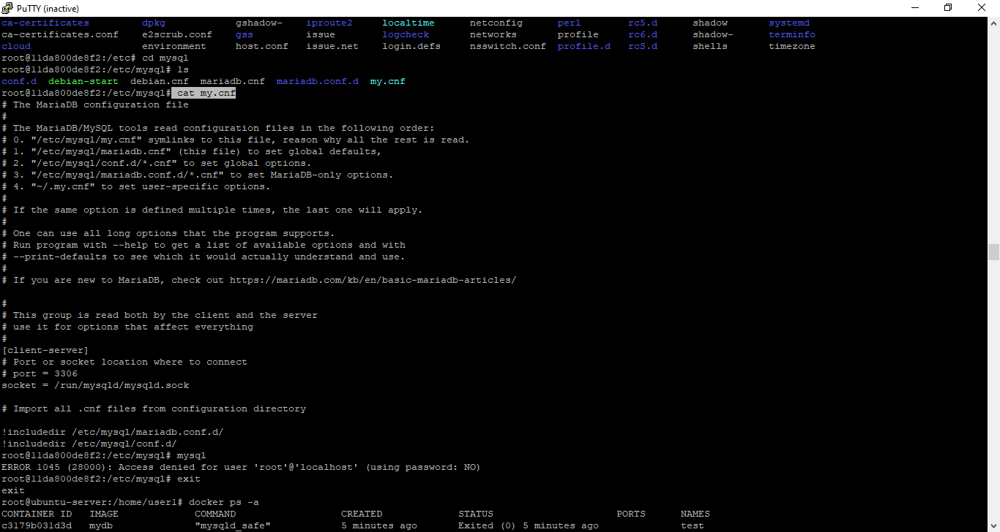 PuTTY (inactive)
ca-certificates dpkg gshadow- iproute2 localtime netconfig perl rc5.d shadow systemd
ca-certificates.conf e2scrub.conf gss issue logcheck networks profile rc6.d shadow- terminfo
cloud environment host.conf issue.net login.defs nsswitch.conf profile.d rcS.d shells timezone
root@11da800de8f2:/etc# cd mysql
root@11da800de8f2:/etc/mysql# ls
conf.d debian-start debian.cnf mariadb.cnf mariadb.conf.d my.cnf
root@11da800de8f2:/etc/mysql# cat my.cnf
# The MariaDB configuration file
#
# The MariaDB/MySQL tools read configuration files in the following order:
# 0. "/etc/mysql/my.cnf" symlinks to this file, reason why all the rest is read.
# 1. "/etc/mysql/mariadb.cnf" (this file) to set global defaults,
# 2. "/etc/mysql/conf.d/*.cnf" to set global options.
# 3. "/etc/mysql/mariadb.conf.d/*.cnf" to set MariaDB-only options.
# 4. "~/.my.cnf" to set user-specific options.
#
# If the same option is defined multiple times, the last one will apply.
#
# One can use all long options that the program supports.
# Run program with --help to get a list of available options and with
# --print-defaults to see which it would actually understand and use.
#
# If you are new to MariaDB, check out https://mariadb.com/kb/en/basic-mariadb-articles/
#
# This group is read both by the client and the server
# use it for options that affect everything
#
[client-server]
# Port or socket location where to connect
# port = 3306
socket = /run/mysqld/mysqld.sock
# Import all .cnf files from configuration directory
!includedir /etc/mysql/mariadb.conf.d/
!includedir /etc/mysql/conf.d/
root@11da800de8f2:/etc/mysql# mysql
ERROR 1045 (28000): Access denied for user 'root'@'localhost' (using password: NO)
root@11da800de8f2:/etc/mysql# exit
exit
root@ubuntu-server:/home/user1# docker ps -a
CONTAINER ID IMAGE COMMAND CREATED STATUS PORTS NAMES
c3179b031d3d mydb "mysqld_safe" 5 minutes ago Exited (0) 5 minutes ago test